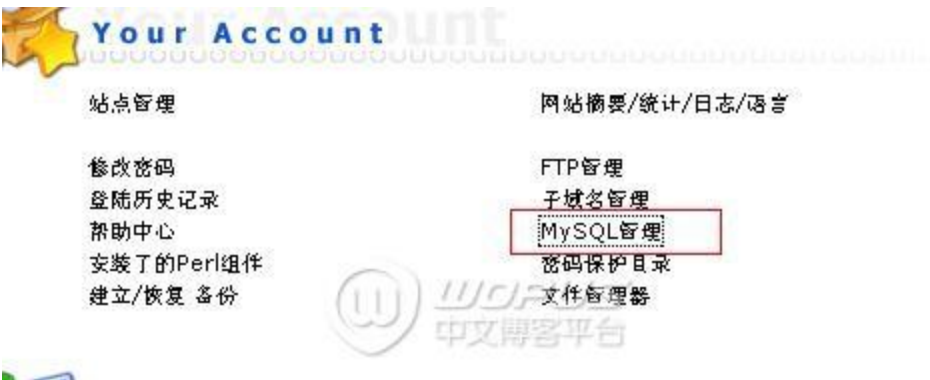 Your Account
站点管理
网站摘要/统计/日志/语言
修改密码
FTP管理
登陆历史记录
子域名管理
帮助中心
MySQL管理
安装了的Perl组件
密码保护目录
建立/恢复 备份
文件管理器
WOPUS
中文博客平台